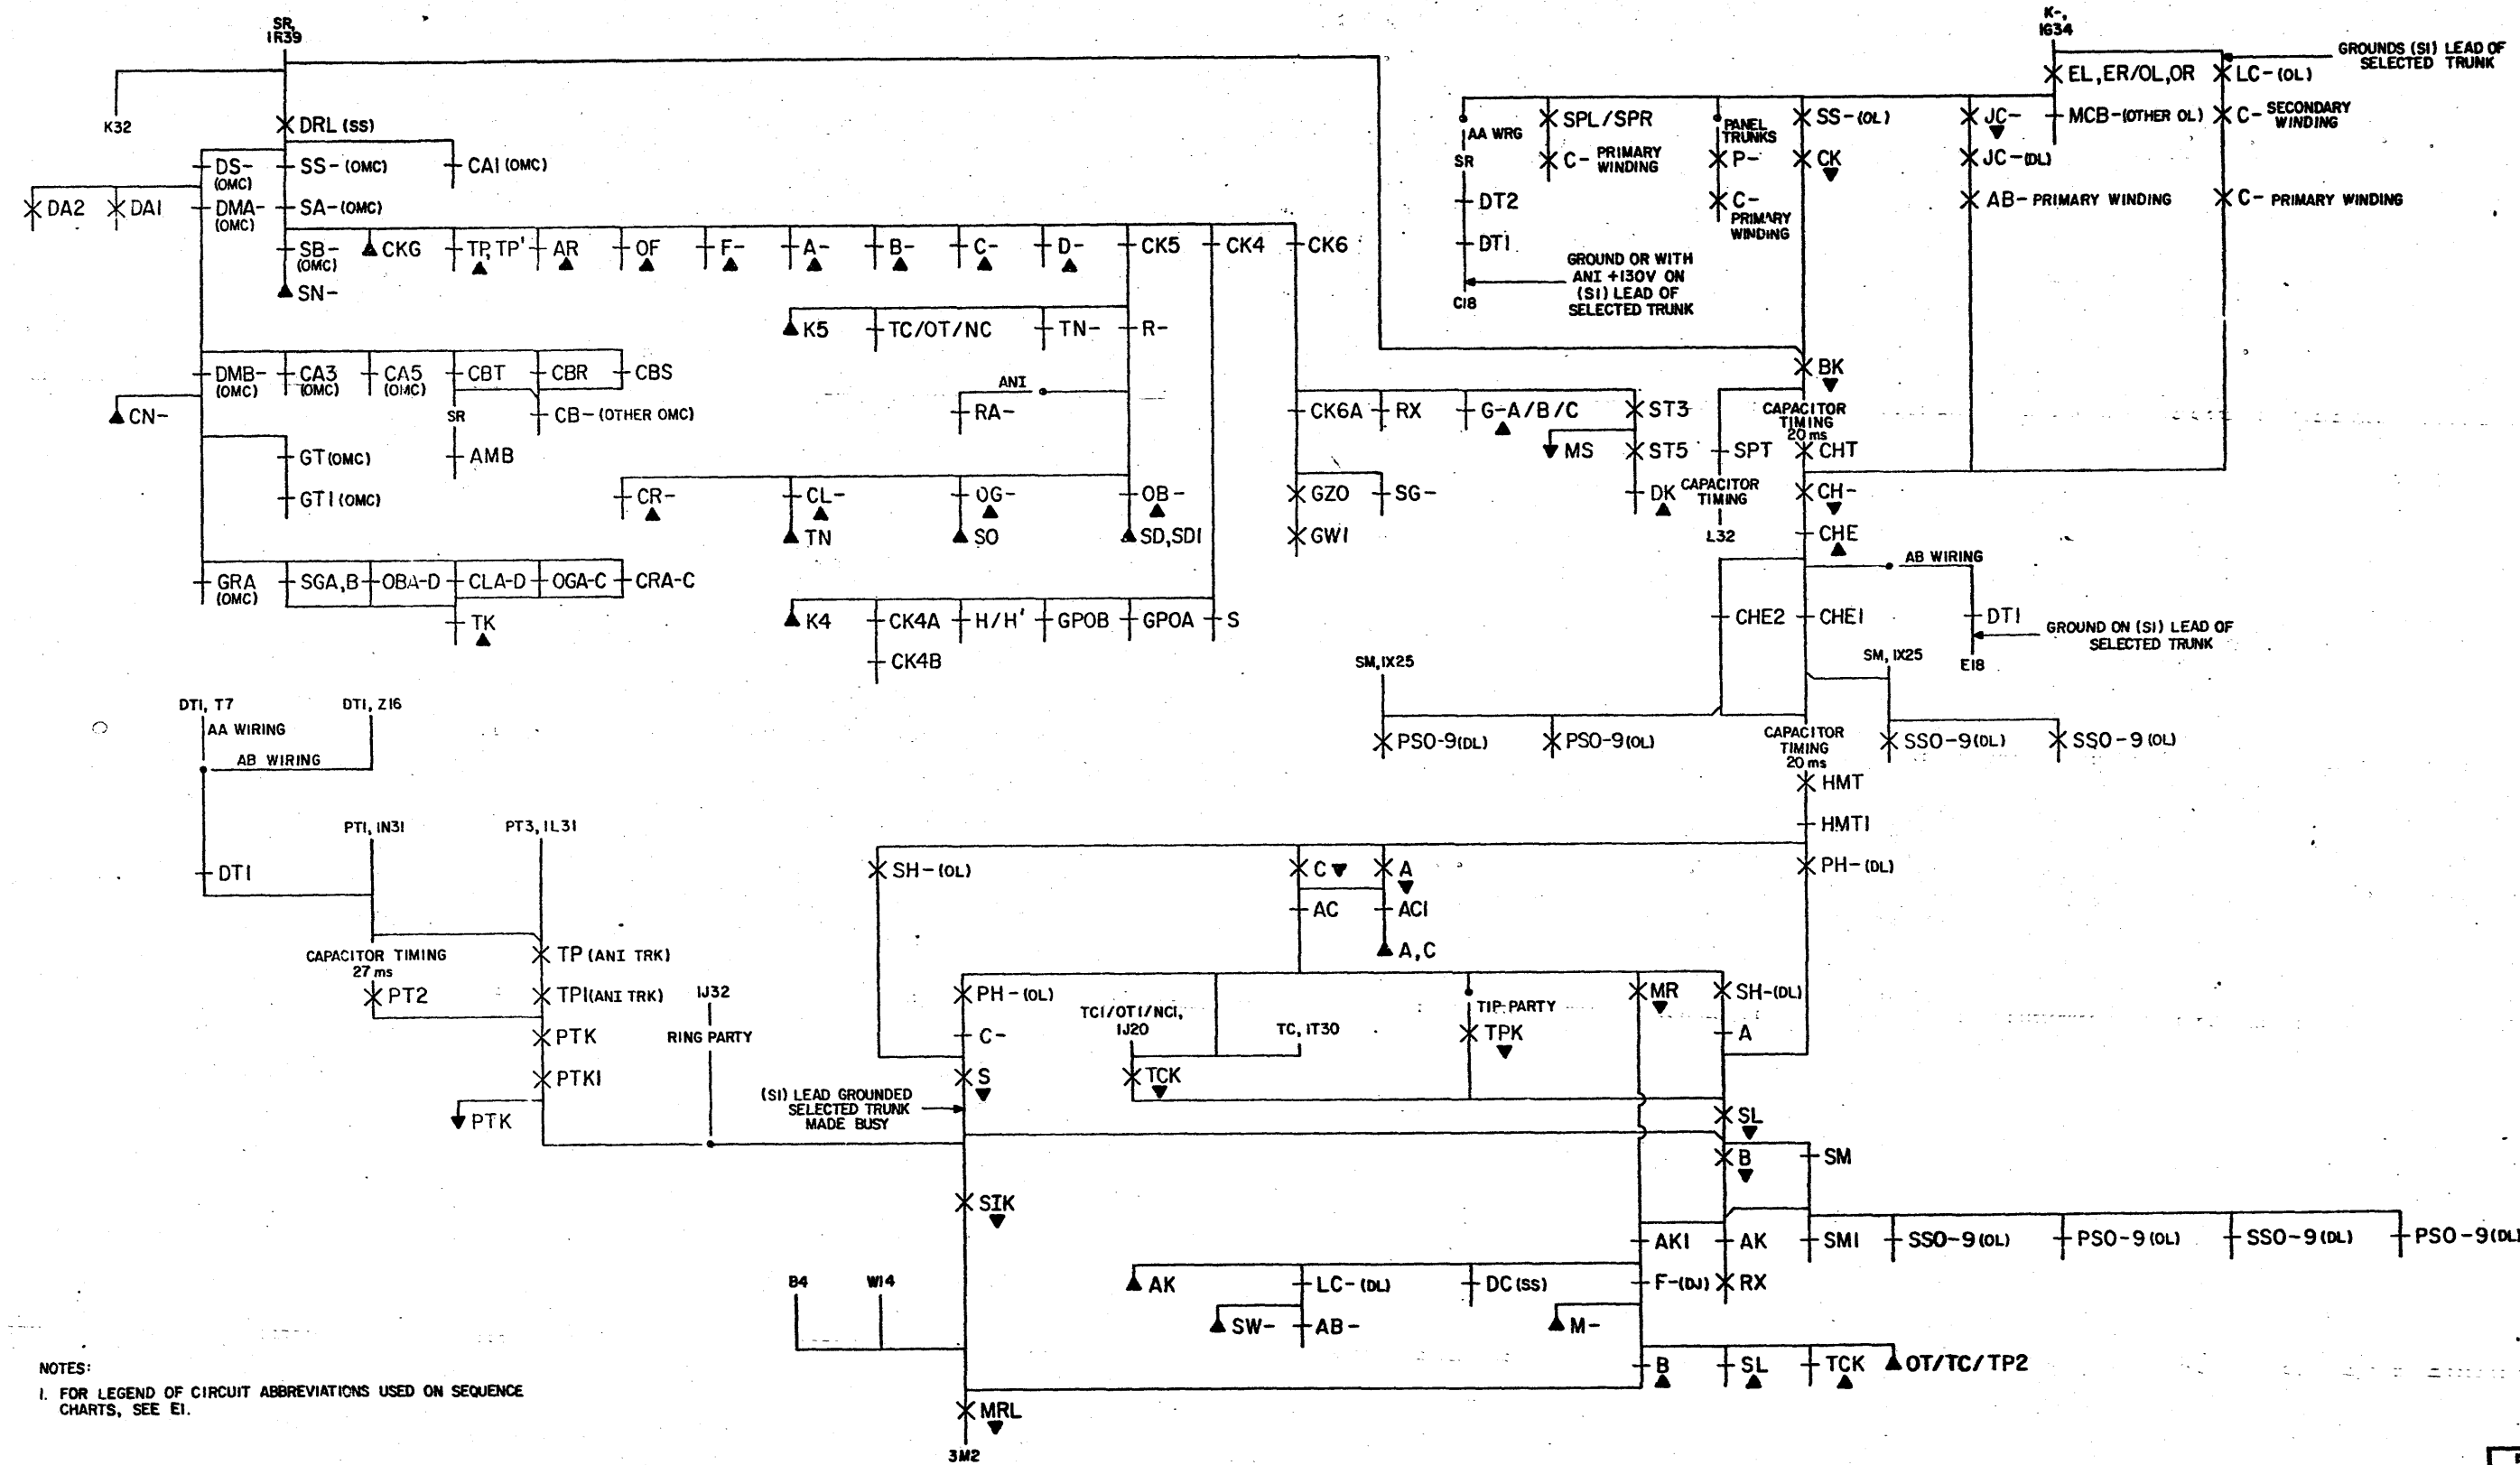 SR,
1R39
K-,
1G34
GROUNDS (S1) LEAD OF
SELECTED TRUNK
EL,ER/OL,OR
LC-(OL)
K32
DRL (SS)
AA WRG
SPL/SPR
PANEL
TRUNKS
SS-(OL)
JC-
MCB-(OTHER OL)
C- SECONDARY
WINDING
DS-
(OMC)
SS-(OMC)
CA1 (OMC)
SR
C- PRIMARY
WINDING
P-
CK
JC-(DL)
DA2
DA1
DMA-
(OMC)
SA-(OMC)
DT2
C-
PRIMARY
WINDING
AB- PRIMARY WINDING
C- PRIMARY WINDING
SB-
(OMC)
CKG
TP, TP'
AR
OF
F-
A-
B-
C-
D-
CK5
CK4
CK6
DT1
GROUND OR WITH
ANI +130V ON
(S1) LEAD OF
SELECTED TRUNK
SN-
C18
K5
TC/OT/NC
TN-
R-
DMB-
(OMC)
CA3
(OMC)
CA5
(OMC)
CBT
CBR
CBS
BK
ANI
CN-
SR
CB-(OTHER OMC)
RA-
CK6A
RX
G-A/B/C
ST3
CAPACITOR
TIMING
20 ms
GT(OMC)
AMB
MS
ST5
SPT
CHT
GT1(OMC)
CR-
CL-
OG-
OB-
GZO
SG-
DK
CAPACITOR
TIMING
CH-
TN
SO
SD,SD1
GW1
L32
CHE
AB WIRING
GRA
(OMC)
SGA,B
OBA-D
CLA-D
OGA-C
CRA-C
TK
K4
CK4A
H/H'
GPOB
GPOA
S
CHE2
CHE1
DT1
GROUND ON (S1) LEAD OF
SELECTED TRUNK
CK4B
SM,1X25
SM, 1X25
E18
DT1, T7
DT1, Z16
AA WIRING
AB WIRING
PSO-9(DL)
PSO-9(OL)
CAPACITOR
TIMING
20 ms
SSO-9(DL)
SSO-9(OL)
HMT
PT1, 1N31
PT3, 1L31
HMT1
DT1
SH-(OL)
C
A
PH-(DL)
AC
AC1
CAPACITOR TIMING
27 ms
TP (ANI TRK)
A,C
PT2
TP1(ANI TRK)
1J32
PH-(OL)
TC1/OT1/NC1,
1J20
TC, 1T30
TIP PARTY
MR
SH-(DL)
PTK
RING PARTY
C-
TPK
A
PTK1
(S1) LEAD GROUNDED
SELECTED TRUNK
MADE BUSY
S
TCK
PTK
SL
B
SM
S1K
AK1
AK
SM1
SSO-9(OL)
PSO-9(OL)
SSO-9(DL)
PSO-9(DL
B4
W14
AK
LC-(DL)
DC(SS)
F-(DJ)
RX
SW-
AB-
M-
B
SL
TCK
OT/TC/TP2
NOTES:
1. FOR LEGEND OF CIRCUIT ABBREVIATIONS USED ON SEQUENCE
CHARTS, SEE E1.
MRL
3M2